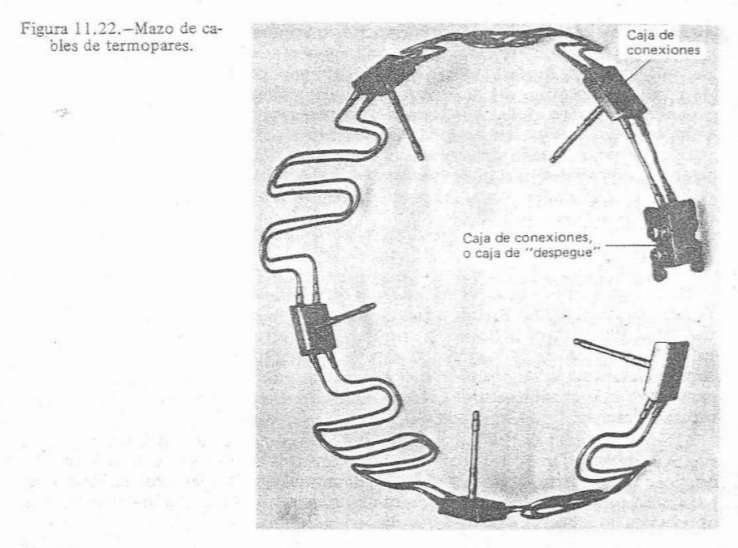 Figura 11.22.—Mazo de ca-
bles de termopares.
Caja de
conexiones
Caja de conexiones,
o caja de "despegue"